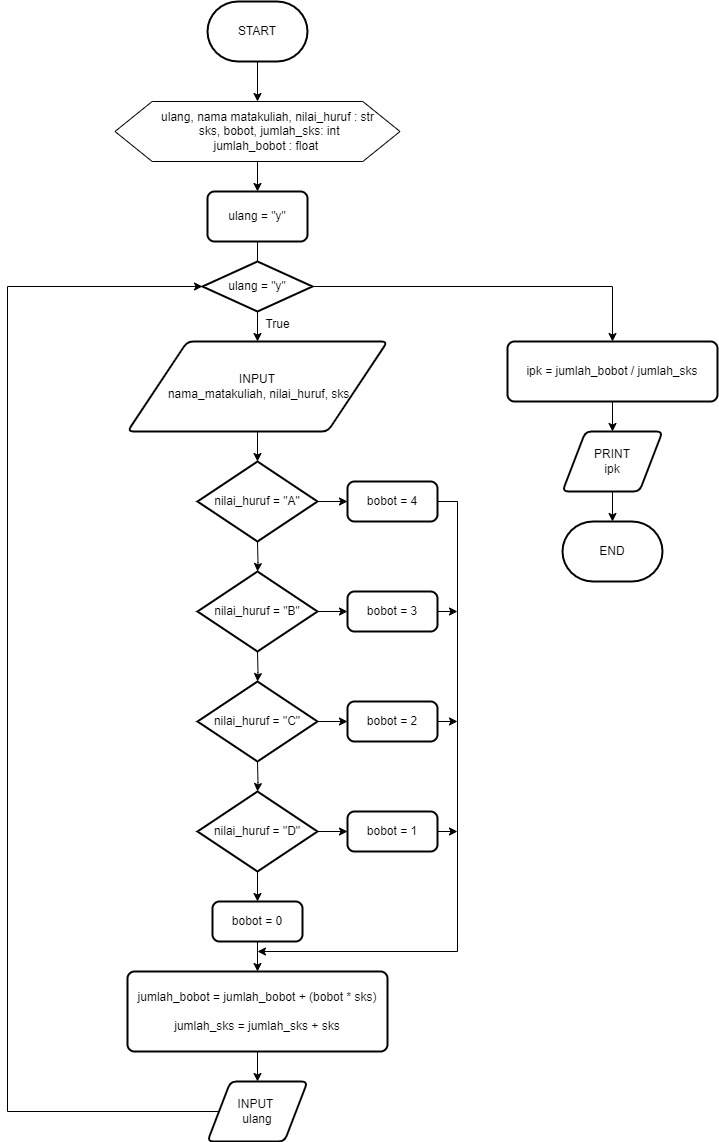 START
ulang, nama matakuliah, nilai_huruf : str
sks, bobot, jumlah_sks: int
jumlah_bobot : float
ulang = "y"
ulang = "y"
True
INPUT
nama_matakuliah, nilai_huruf, sks
nilai_huruf = "A"
bobot = 4
nilai_huruf = "B"
bobot = 3
nilai_huruf = "C"
bobot = 2
nilai_huruf = "D"
bobot = 1
bobot = 0
jumlah_bobot = jumlah_bobot + (bobot * sks)
jumlah_sks = jumlah_sks + sks
INPUT
ulang
ipk = jumlah_bobot / jumlah_sks
PRINT
ipk
END